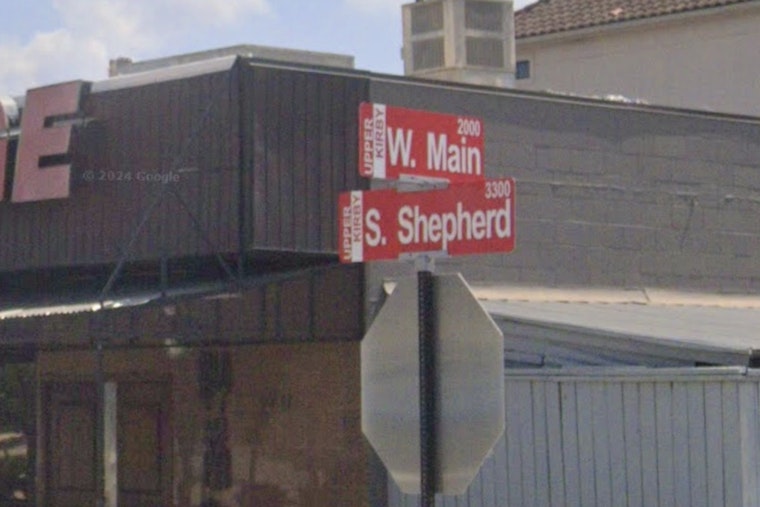 E
2000
UPPER KIRBY
W. Main
3300
UPPER KIRBY
S. Shepherd
© 2024 Google